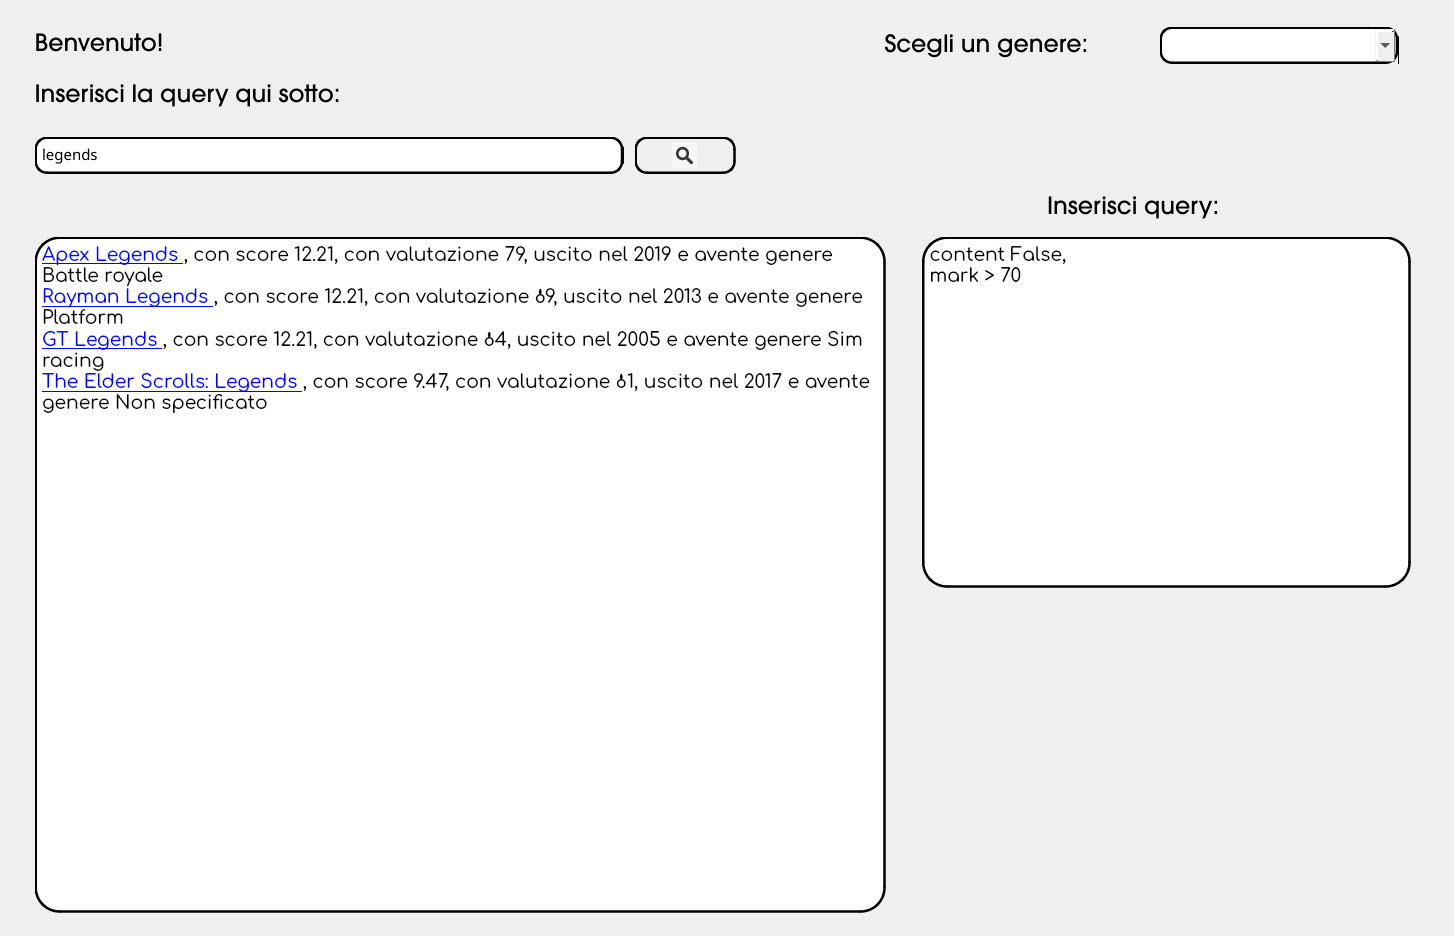 Benvenuto!
Scegli un genere:
Inserisci la query qui sotto:
legends
Inserisci query:
Apex Legends , con score 12.21, con valutazione 79, uscito nel 2019 e avente genere
Battle royale
Rayman Legends , con score 12.21, con valutazione 69, uscito nel 2013 e avente genere
Platform
GT Legends , con score 12.21, con valutazione 64, uscito nel 2005 e avente genere Sim
racing
The Elder Scrolls: Legends , con score 9.47, con valutazione 61, uscito nel 2017 e avente
genere Non specificato
content False,
mark > 70